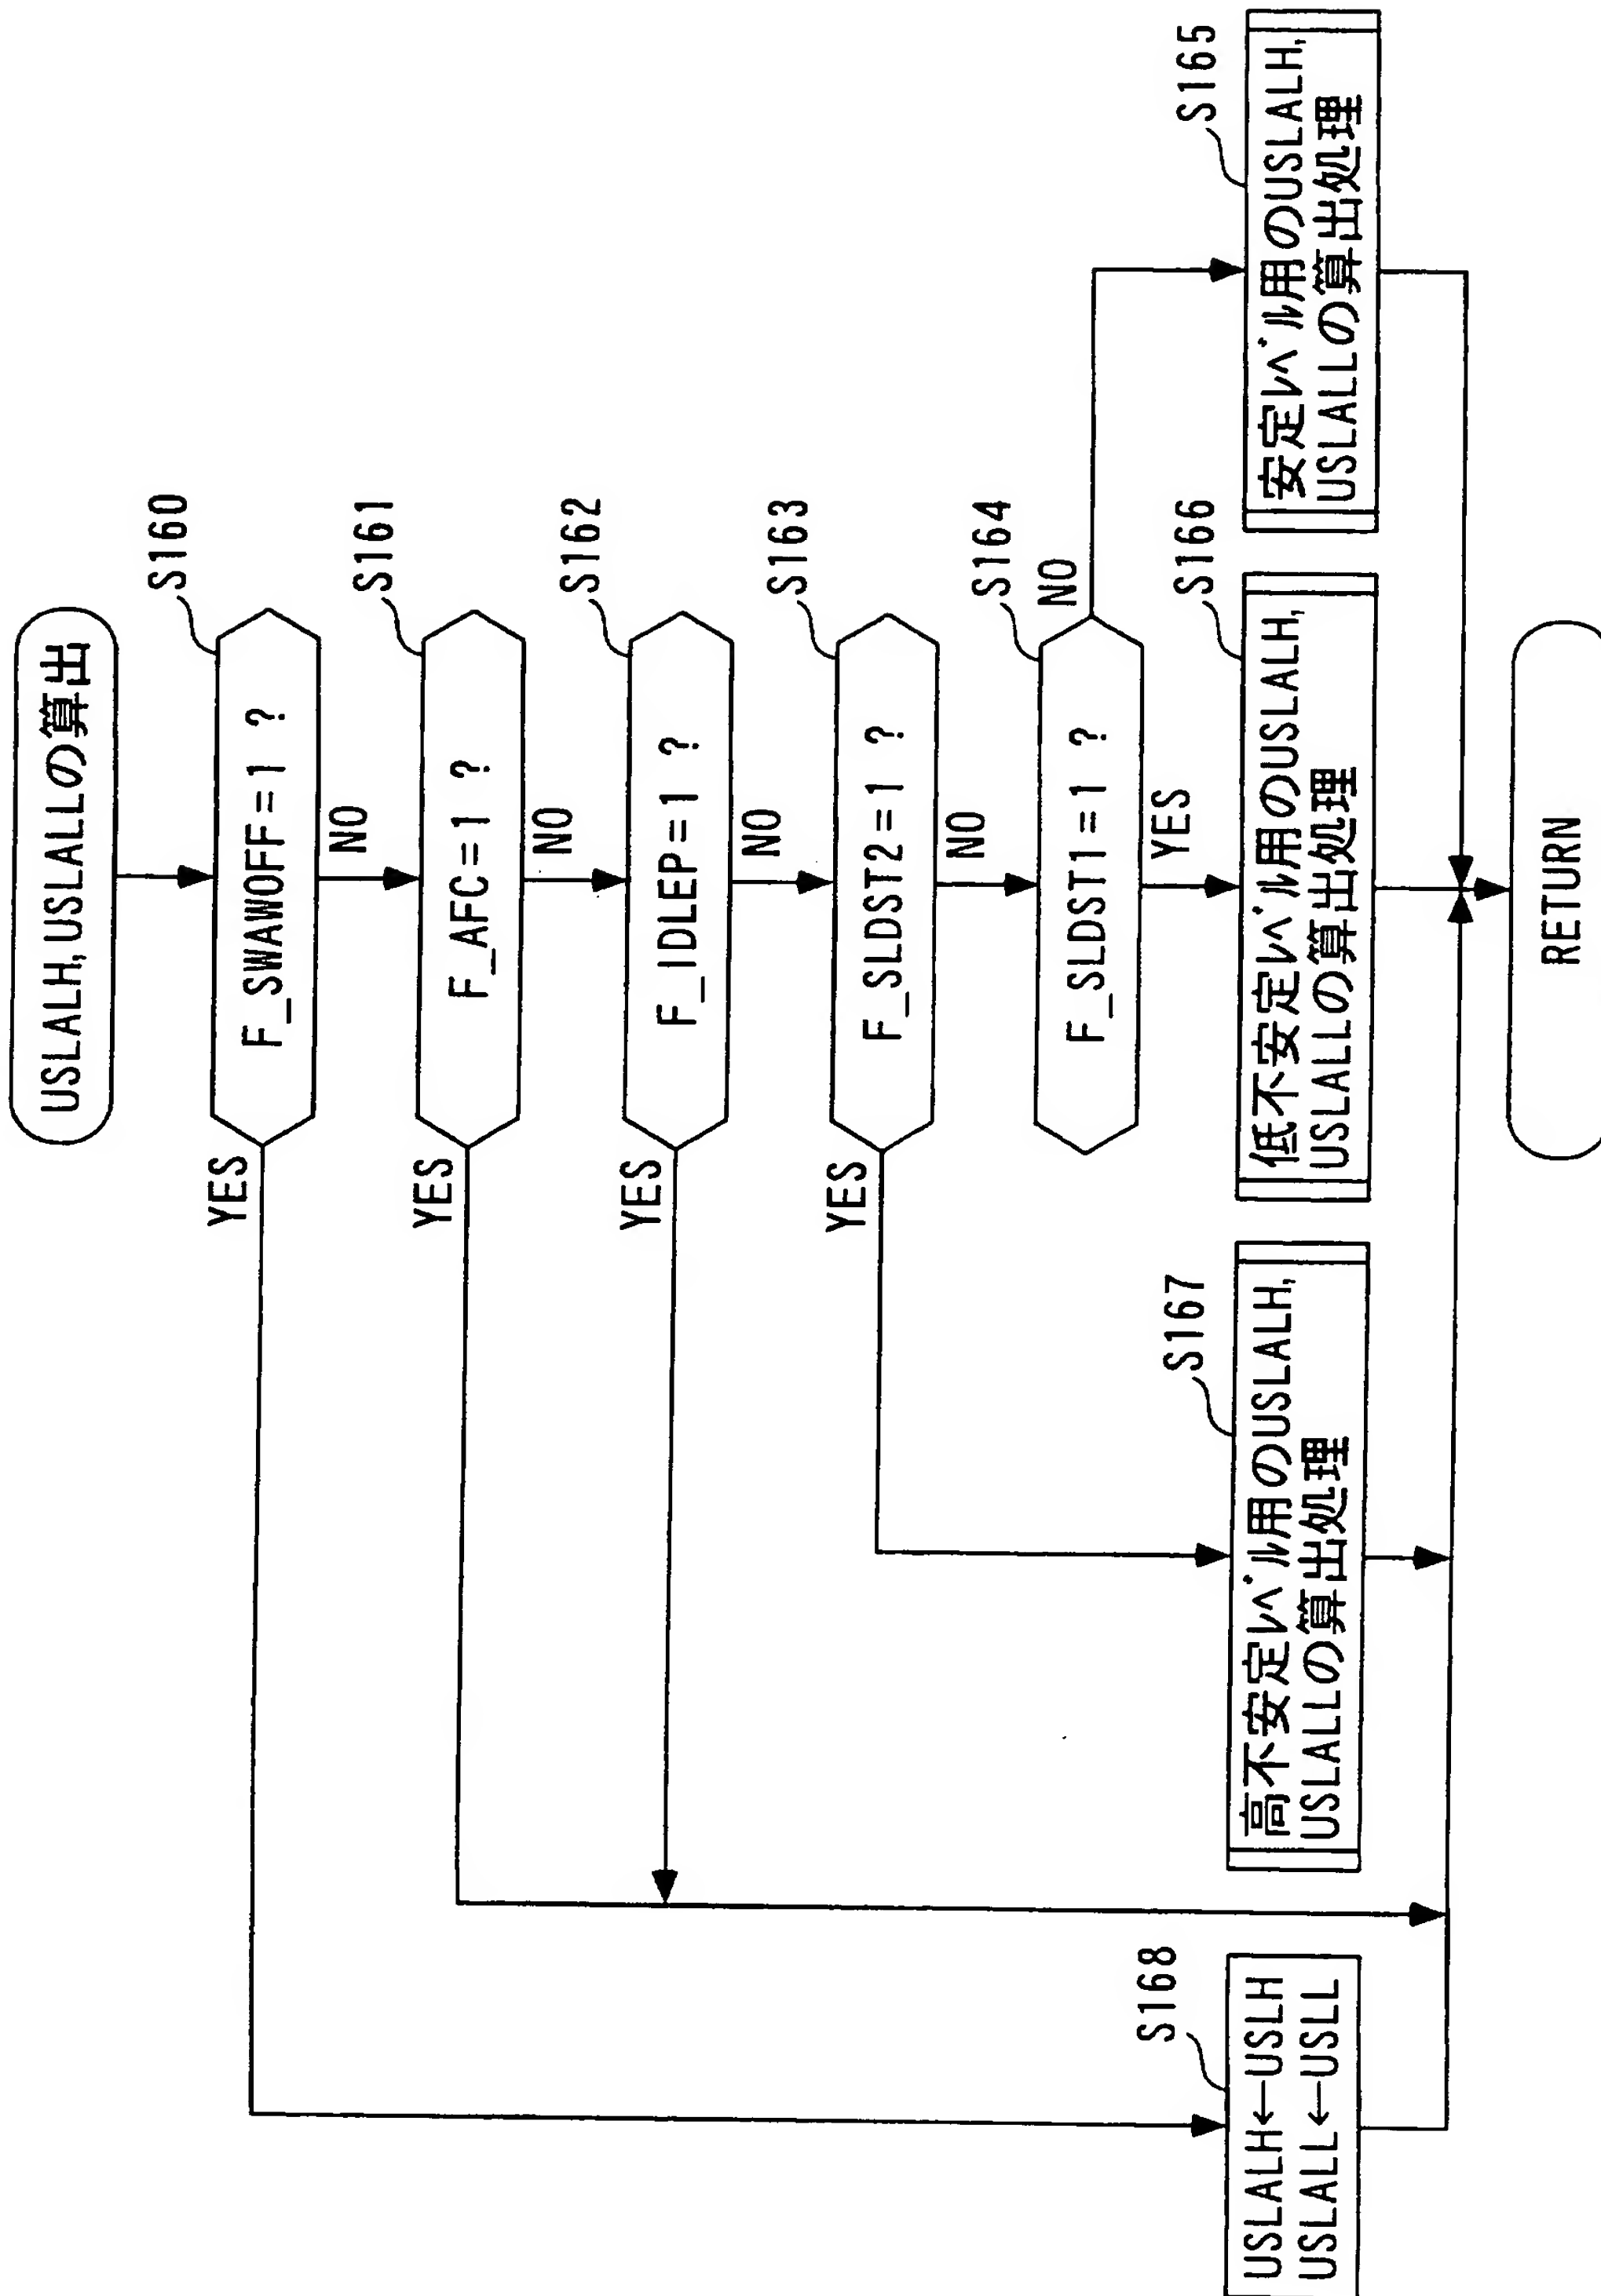 USLALH,USLALLの算出
S160
F_SWAWOFF=1 ?
YES
NO
S161
F_AFC=1 ?
YES
NO
S162
F_IDLEP=1 ?
YES
NO
S163
F_SLDST2=1 ?
YES
NO
S164
F_SLDST1=1 ?
NO
YES
S168
USLALH←USLH
USLALL←USLL
S167
高不安定レベル用のUSLALH,
USLALLの算出処理
S166
低不安定レベル用のUSLALH,
USLALLの算出処理
S165
安定レベル用のUSLALH,
USLALLの算出処理
RETURN